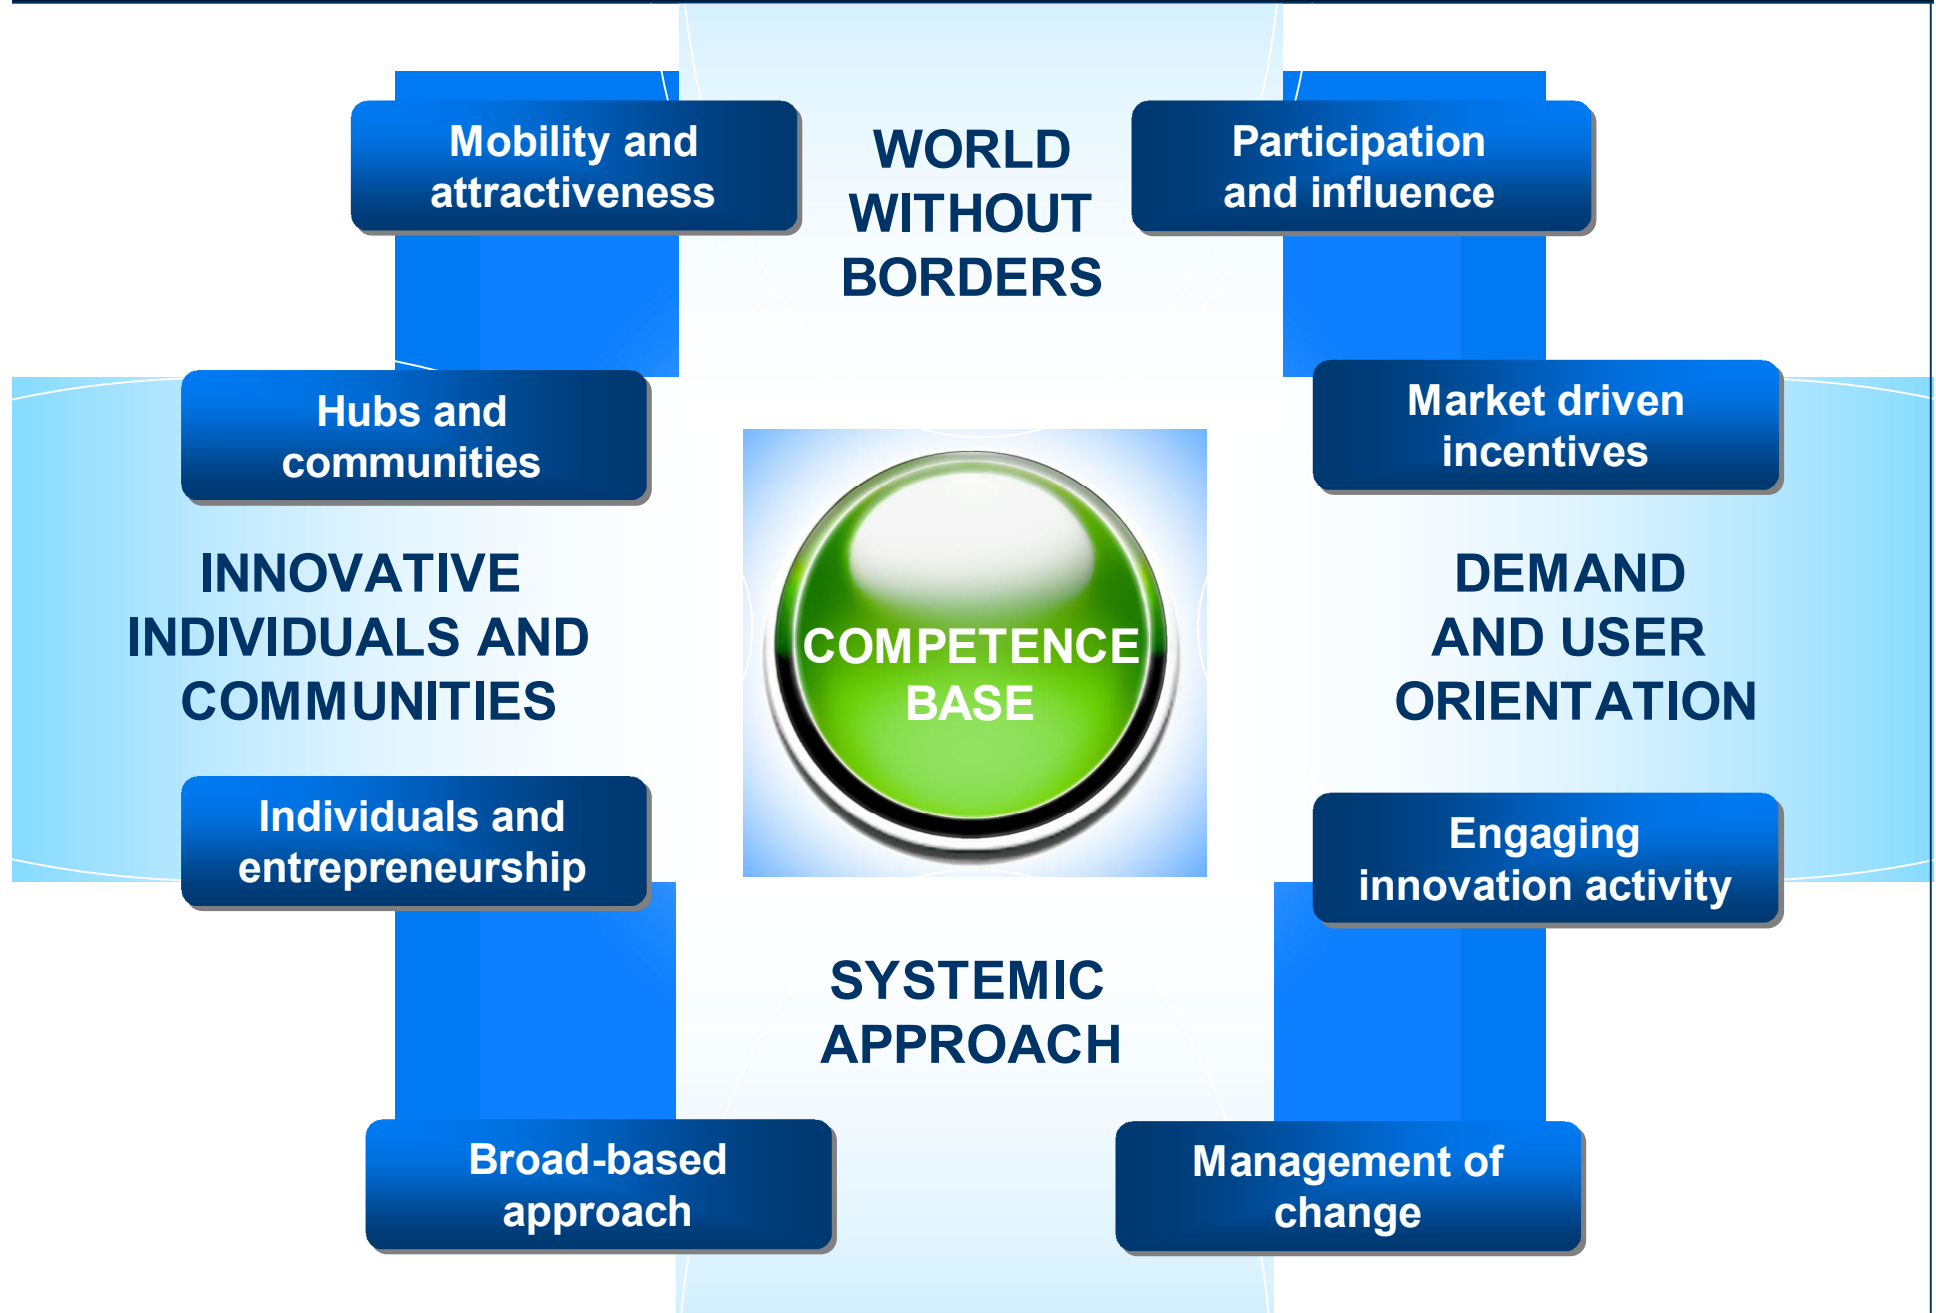 Mobility and
attractiveness
WORLD
WITHOUT
BORDERS
Participation
and influence
Hubs and
communities
Market driven
incentives
INNOVATIVE
INDIVIDUALS AND
COMMUNITIES
COMPETENCE
BASE
DEMAND
AND USER
ORIENTATION
Individuals and
entrepreneurship
Engaging
innovation activity
SYSTEMIC
APPROACH
Broad-based
approach
Management of
change